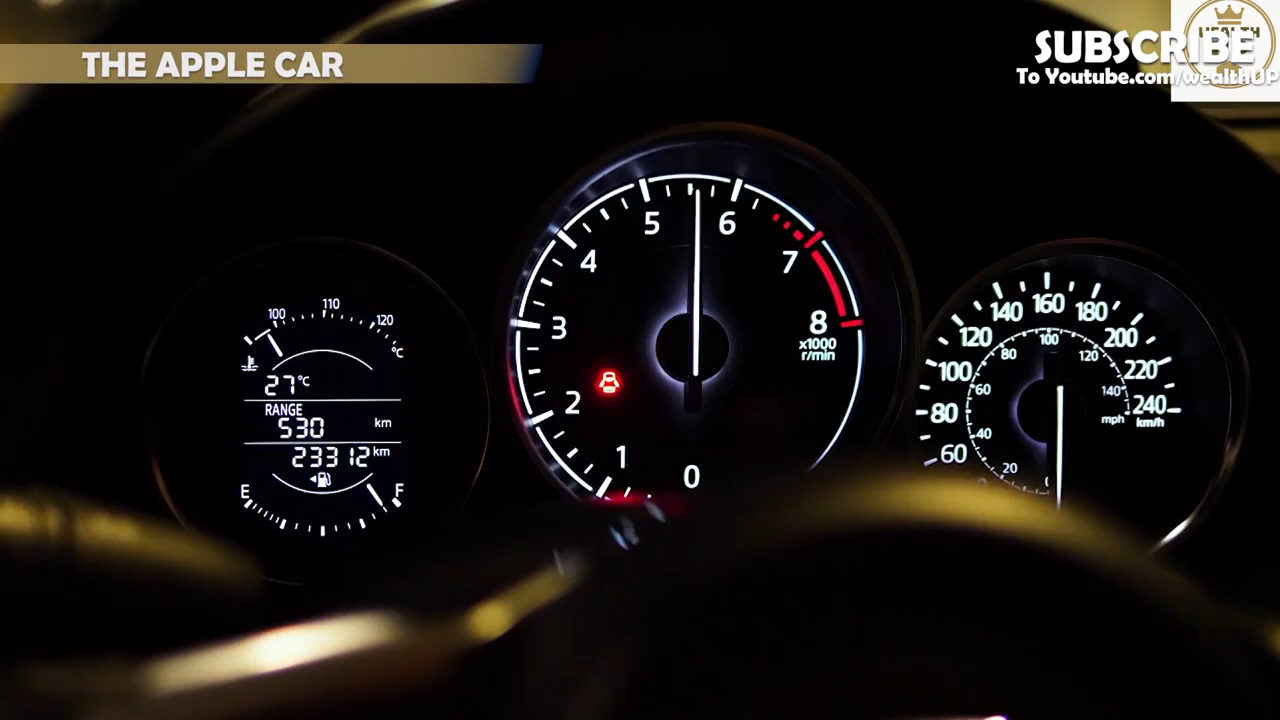 THE APPLE CAR
SUBSCRIBE
To Youtube.com/wealthUP
100 110 120
°C
27°C
RANGE
530 km
23312 km
E F
0 1 2 3 4 5 6 7 8
x1000
r/min
60 80 100 120 140 160 180 200 220 240
km/h
20 40 60 80 100 120 140
mph